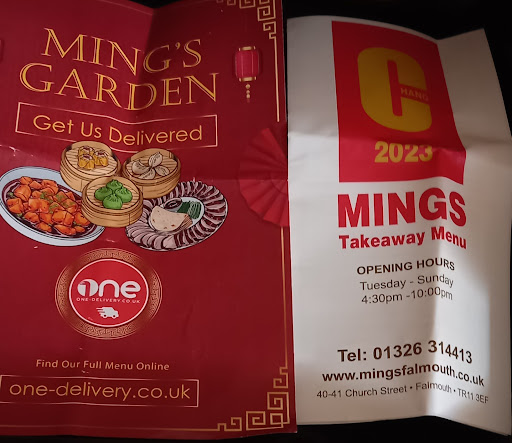 MING'S
GARDEN
Get Us Delivered
one
ONE-DELIVERY.CO.UK
Find Our Full Menu Online
one-delivery.co.uk
C
HANG
2023
MINGS
Takeaway Menu
OPENING HOURS
Tuesday - Sunday
4:30pm -10:00pm
Tel: 01326 314413
www.mingsfalmouth.co.uk
40-41 Church Street • Falmouth • TR11 3EF